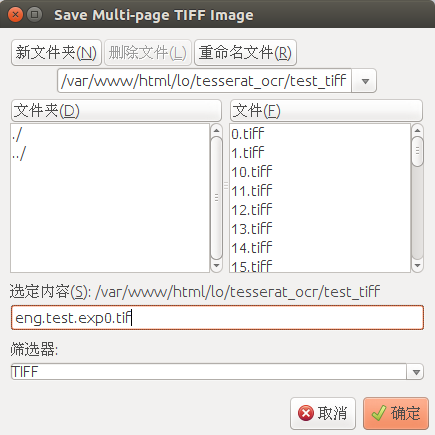 Save Multi-page TIFF Image
新文件夹(N) 删除文件(L) 重命名文件(R)
/var/www/html/lo/tesserat_ocr/test_tiff
文件夹(D) 文件(F)
./
../
0.tiff
1.tiff
10.tiff
11.tiff
12.tiff
13.tiff
14.tiff
15.tiff
选定内容(S): /var/www/html/lo/tesserat_ocr/test_tiff
eng.test.exp0.tif
筛选器:
TIFF
取消 确定